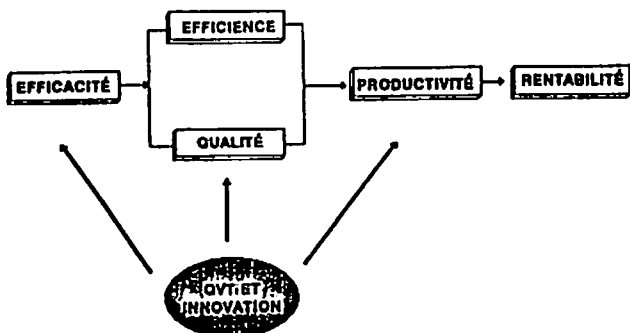 EFFICIENCE
EFFICACITÉ
PRODUCTIVITÉ
RENTABILITÉ
QUALITÉ
QVT ET
INNOVATION